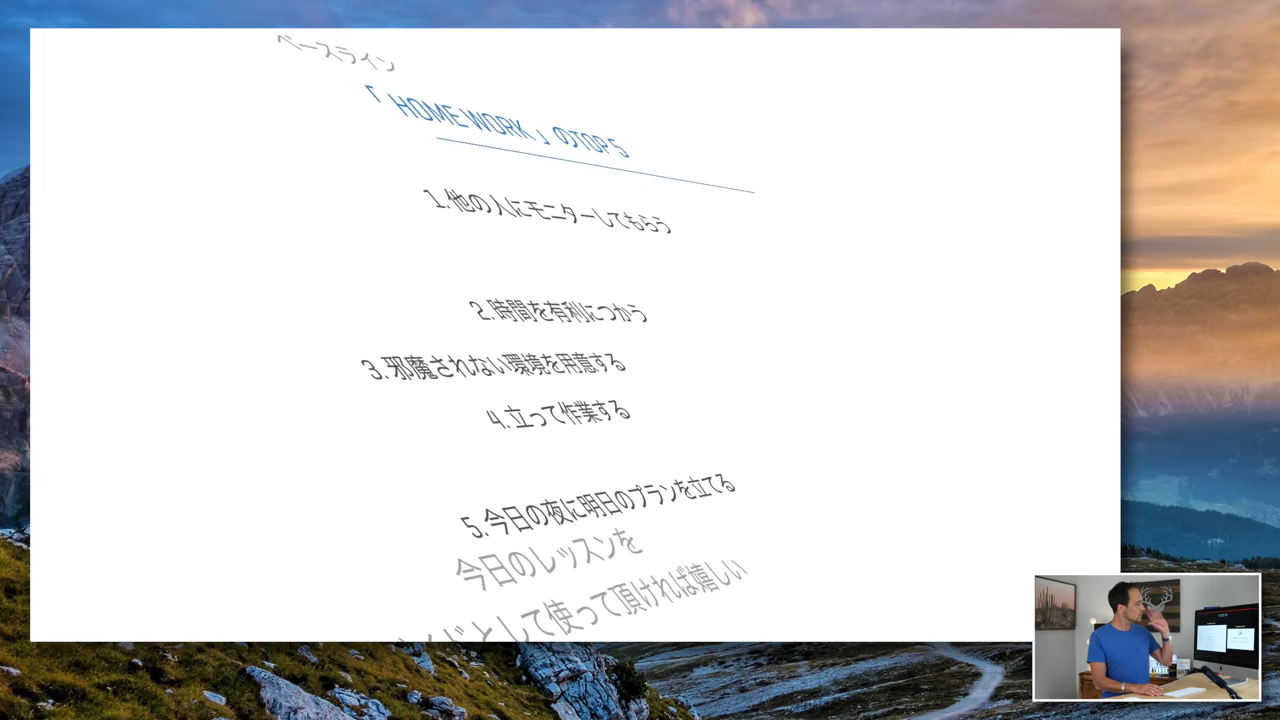 ベースライン
「HOME WORK」のTOP5
1.他の人にモニターしてもらう
2.時間を有利につかう
3.邪魔されない環境を用意する
4.立って作業する
5.今日の夜に明日のプランを立てる
今日のレッスンを
ガイドとして使って頂ければ嬉しい